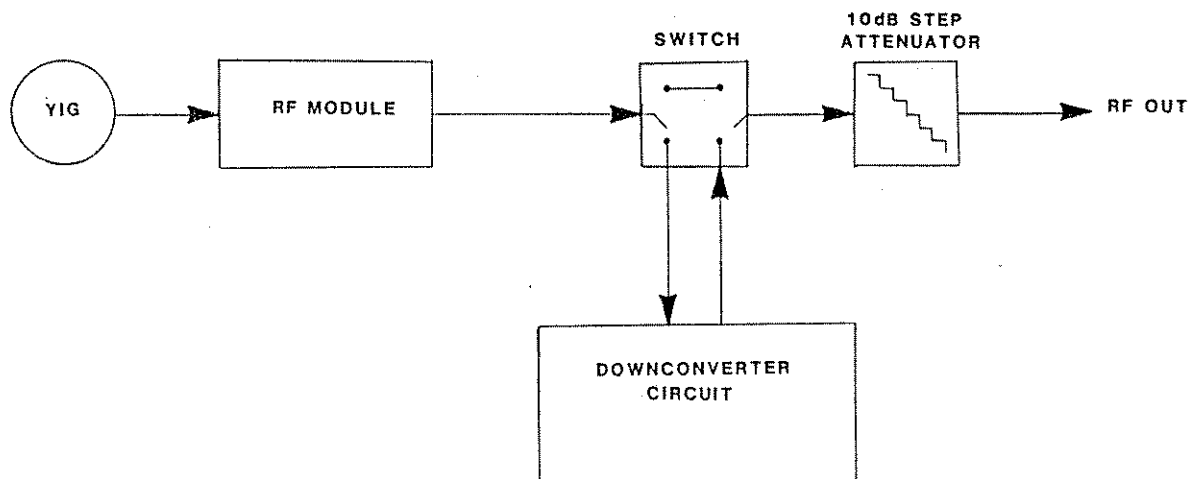 10dB STEP
ATTENUATOR
SWITCH
YIG
RF MODULE
RF OUT
DOWNCONVERTER
CIRCUIT